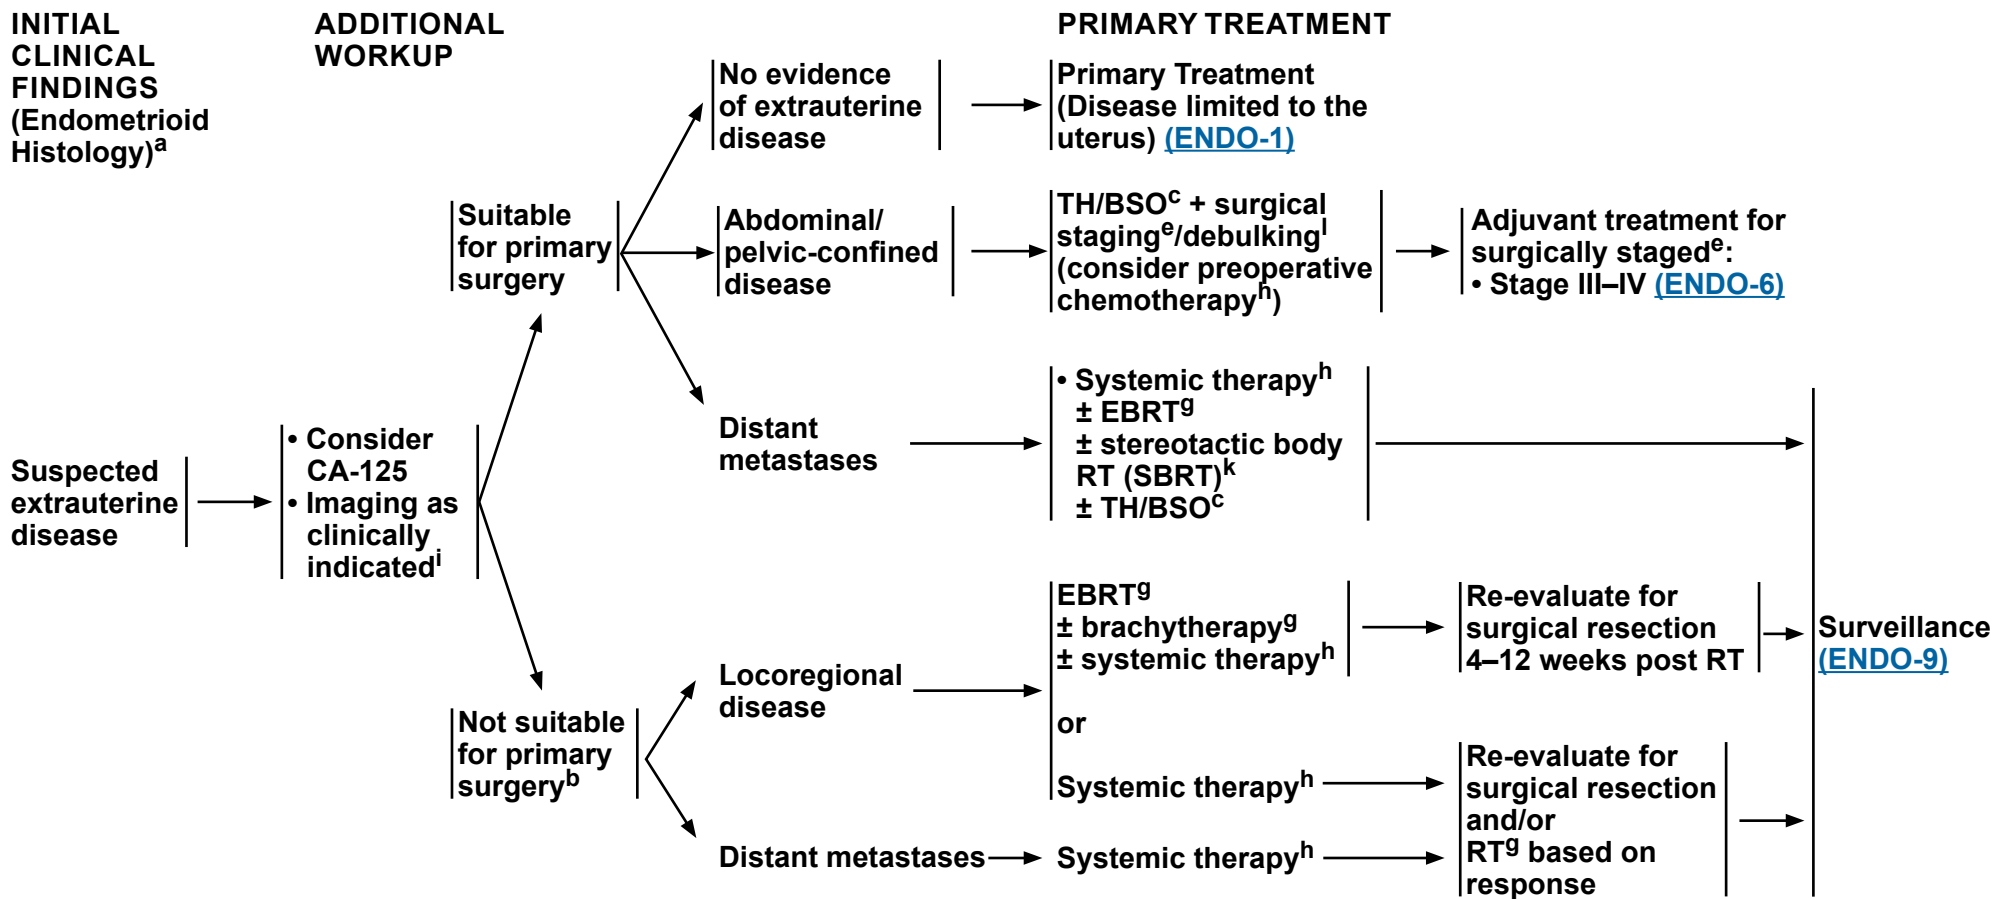 INITIAL
CLINICAL
FINDINGS
(Endometrioid
Histology)a
ADDITIONAL
WORKUP
PRIMARY TREATMENT
Suspected
extrauterine
disease
• Consider
CA-125
• Imaging as
clinically
indicatedi
Suitable
for primary
surgery
No evidence
of extrauterine
disease
Primary Treatment
(Disease limited to the
uterus) (ENDO-1)
Abdominal/
pelvic-confined
disease
TH/BSOc + surgical
staginge/debulkingl
(consider preoperative
chemotherapyh)
Adjuvant treatment for
surgically stagede:
• Stage III–IV (ENDO-6)
Distant
metastases
• Systemic therapyh
± EBRTg
± stereotactic body
RT (SBRT)k
± TH/BSOc
Not suitable
for primary
surgeryb
Locoregional
disease
EBRTg
± brachytherapyg
± systemic therapyh
Re-evaluate for
surgical resection
4–12 weeks post RT
or
Systemic therapyh
Distant metastases
Systemic therapyh
Re-evaluate for
surgical resection
and/or
RTg based on
response
Surveillance
(ENDO-9)